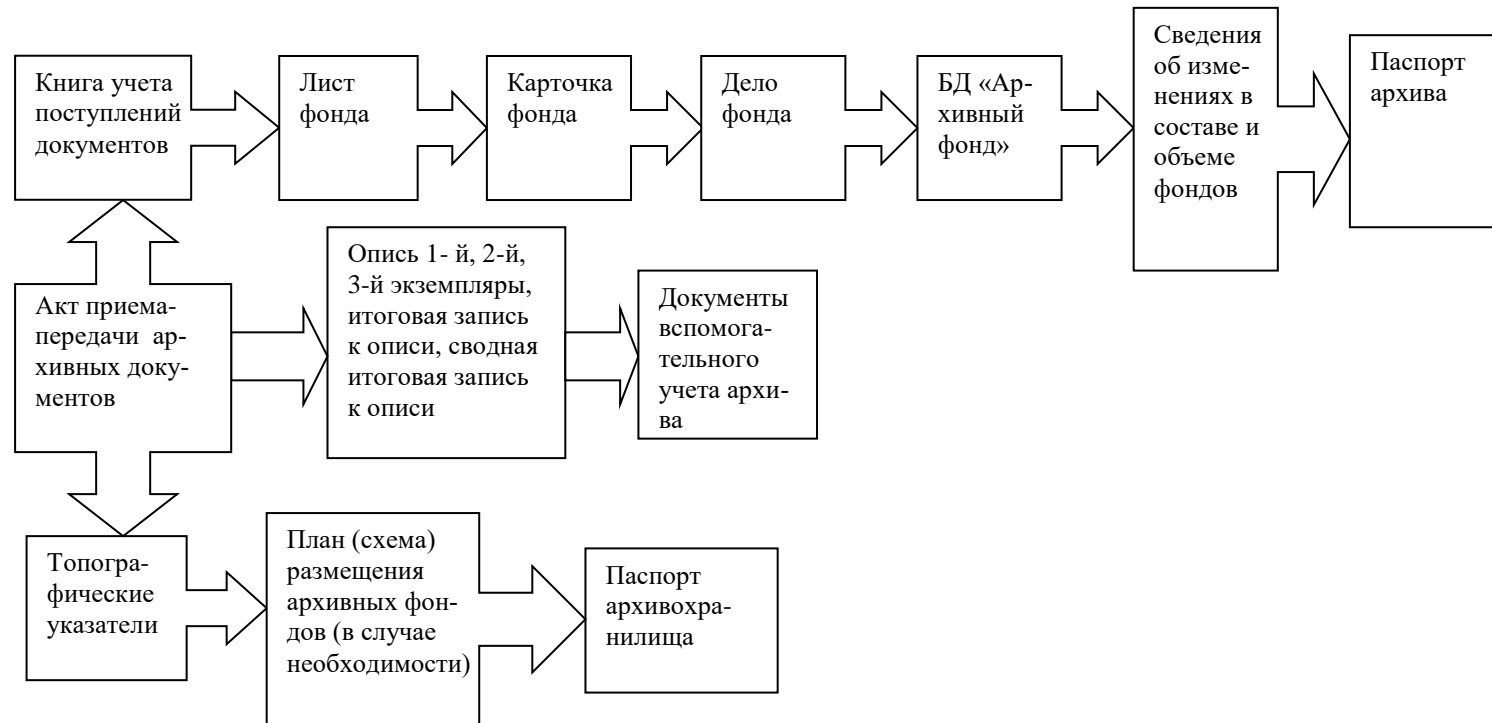 Книга учета
поступлений
документов
Лист
фонда
Карточка
фонда
Дело
фонда
БД «Ар-
хивный
фонд»
Сведения
об изме-
нениях в
составе и
объеме
фондов
Паспорт
архива
Акт приема-
передачи ар-
хивных доку-
ментов
Опись 1- й, 2-й,
3-й экземпляры,
итоговая запись
к описи, сводная
итоговая запись
к описи
Документы
вспомога-
тельного
учета архи-
ва
Топогра-
фические
указатели
План (схема)
размещения
архивных фон-
дов (в случае
необходимости)
Паспорт
архивохра-
нилища